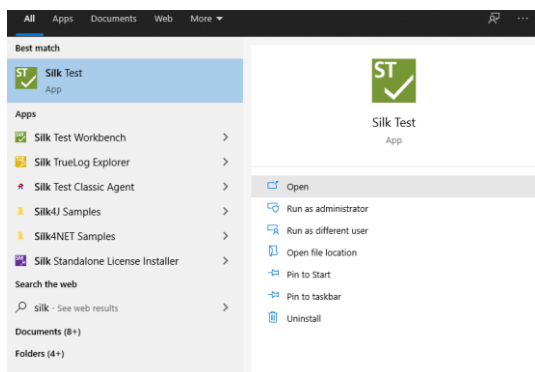 All Apps Documents Web More
Best match
ST
Silk Test
App
Apps
Silk Test Workbench
Silk TrueLog Explorer
Silk Test Classic Agent
Silk4J Samples
Silk4NET Samples
Silk Standalone License Installer
Search the web
silk - See web results
Documents (8+)
Folders (4+)
ST
Silk Test
App
Open
Run as administrator
Run as different user
Open file location
Pin to Start
Pin to taskbar
Uninstall